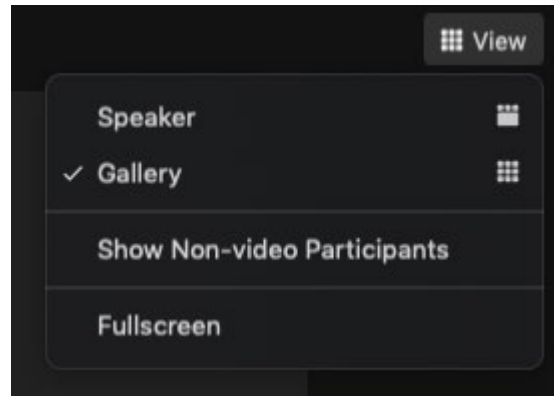 View
Speaker
Gallery
Show Non-video Participants
Fullscreen